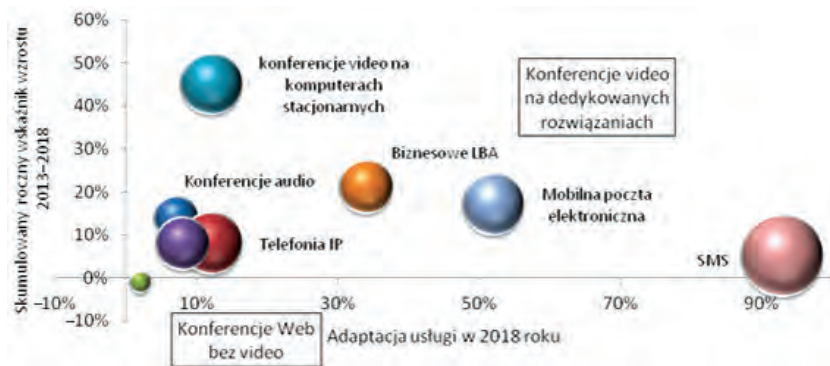 Skumulowany roczny wskaźnik wzrostu
2013–2018
60%
50%
40%
30%
20%
10%
0%
–10%
–10%
10%
30%
50%
70%
90%
konferencje video na
komputerach
stacjonarnych
Konferencje video
na dedykowanych
rozwiązaniach
Biznesowe LBA
Konferencje audio
Mobilna poczta
elektroniczna
Telefonia IP
SMS
Konferencje Web
bez video
Adaptacja usługi w 2018 roku